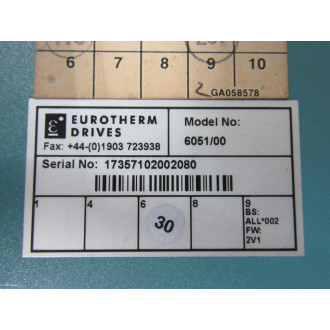 6 7 8 9 10
2 GA058578
EUROTHERM
DRIVES
Fax: +44-(0)1903 723938
Model No:
6051/00
Serial No: 17357102002080
1
4
6
8
9
30
BS:
ALL*002
FW:
2V1